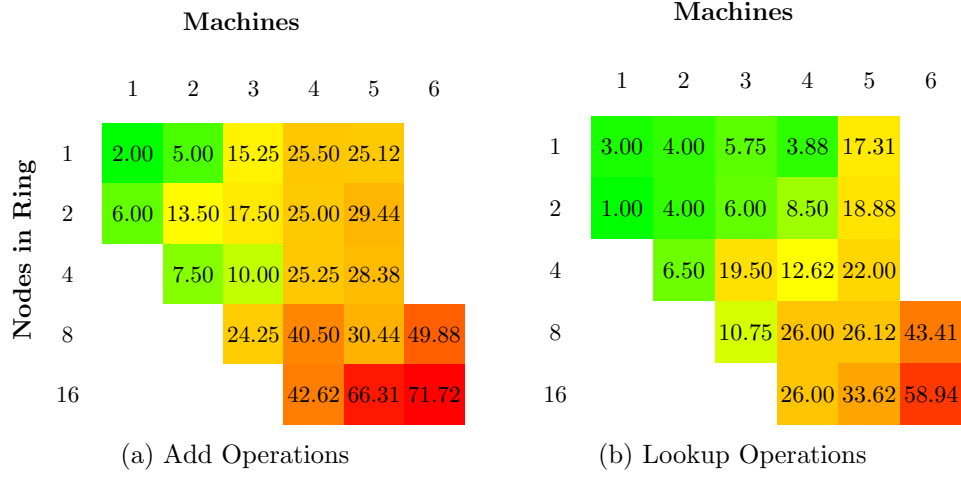 Machines
1 2 3 4 5 6
Nodes in Ring
1 2.00 5.00 15.25 25.50 25.12
2 6.00 13.50 17.50 25.00 29.44
4 7.50 10.00 25.25 28.38
8 24.25 40.50 30.44 49.88
16 42.62 66.31 71.72
(a) Add Operations
Machines
1 2 3 4 5 6
1 3.00 4.00 5.75 3.88 17.31
2 1.00 4.00 6.00 8.50 18.88
4 6.50 19.50 12.62 22.00
8 10.75 26.00 26.12 43.41
16 26.00 33.62 58.94
(b) Lookup Operations